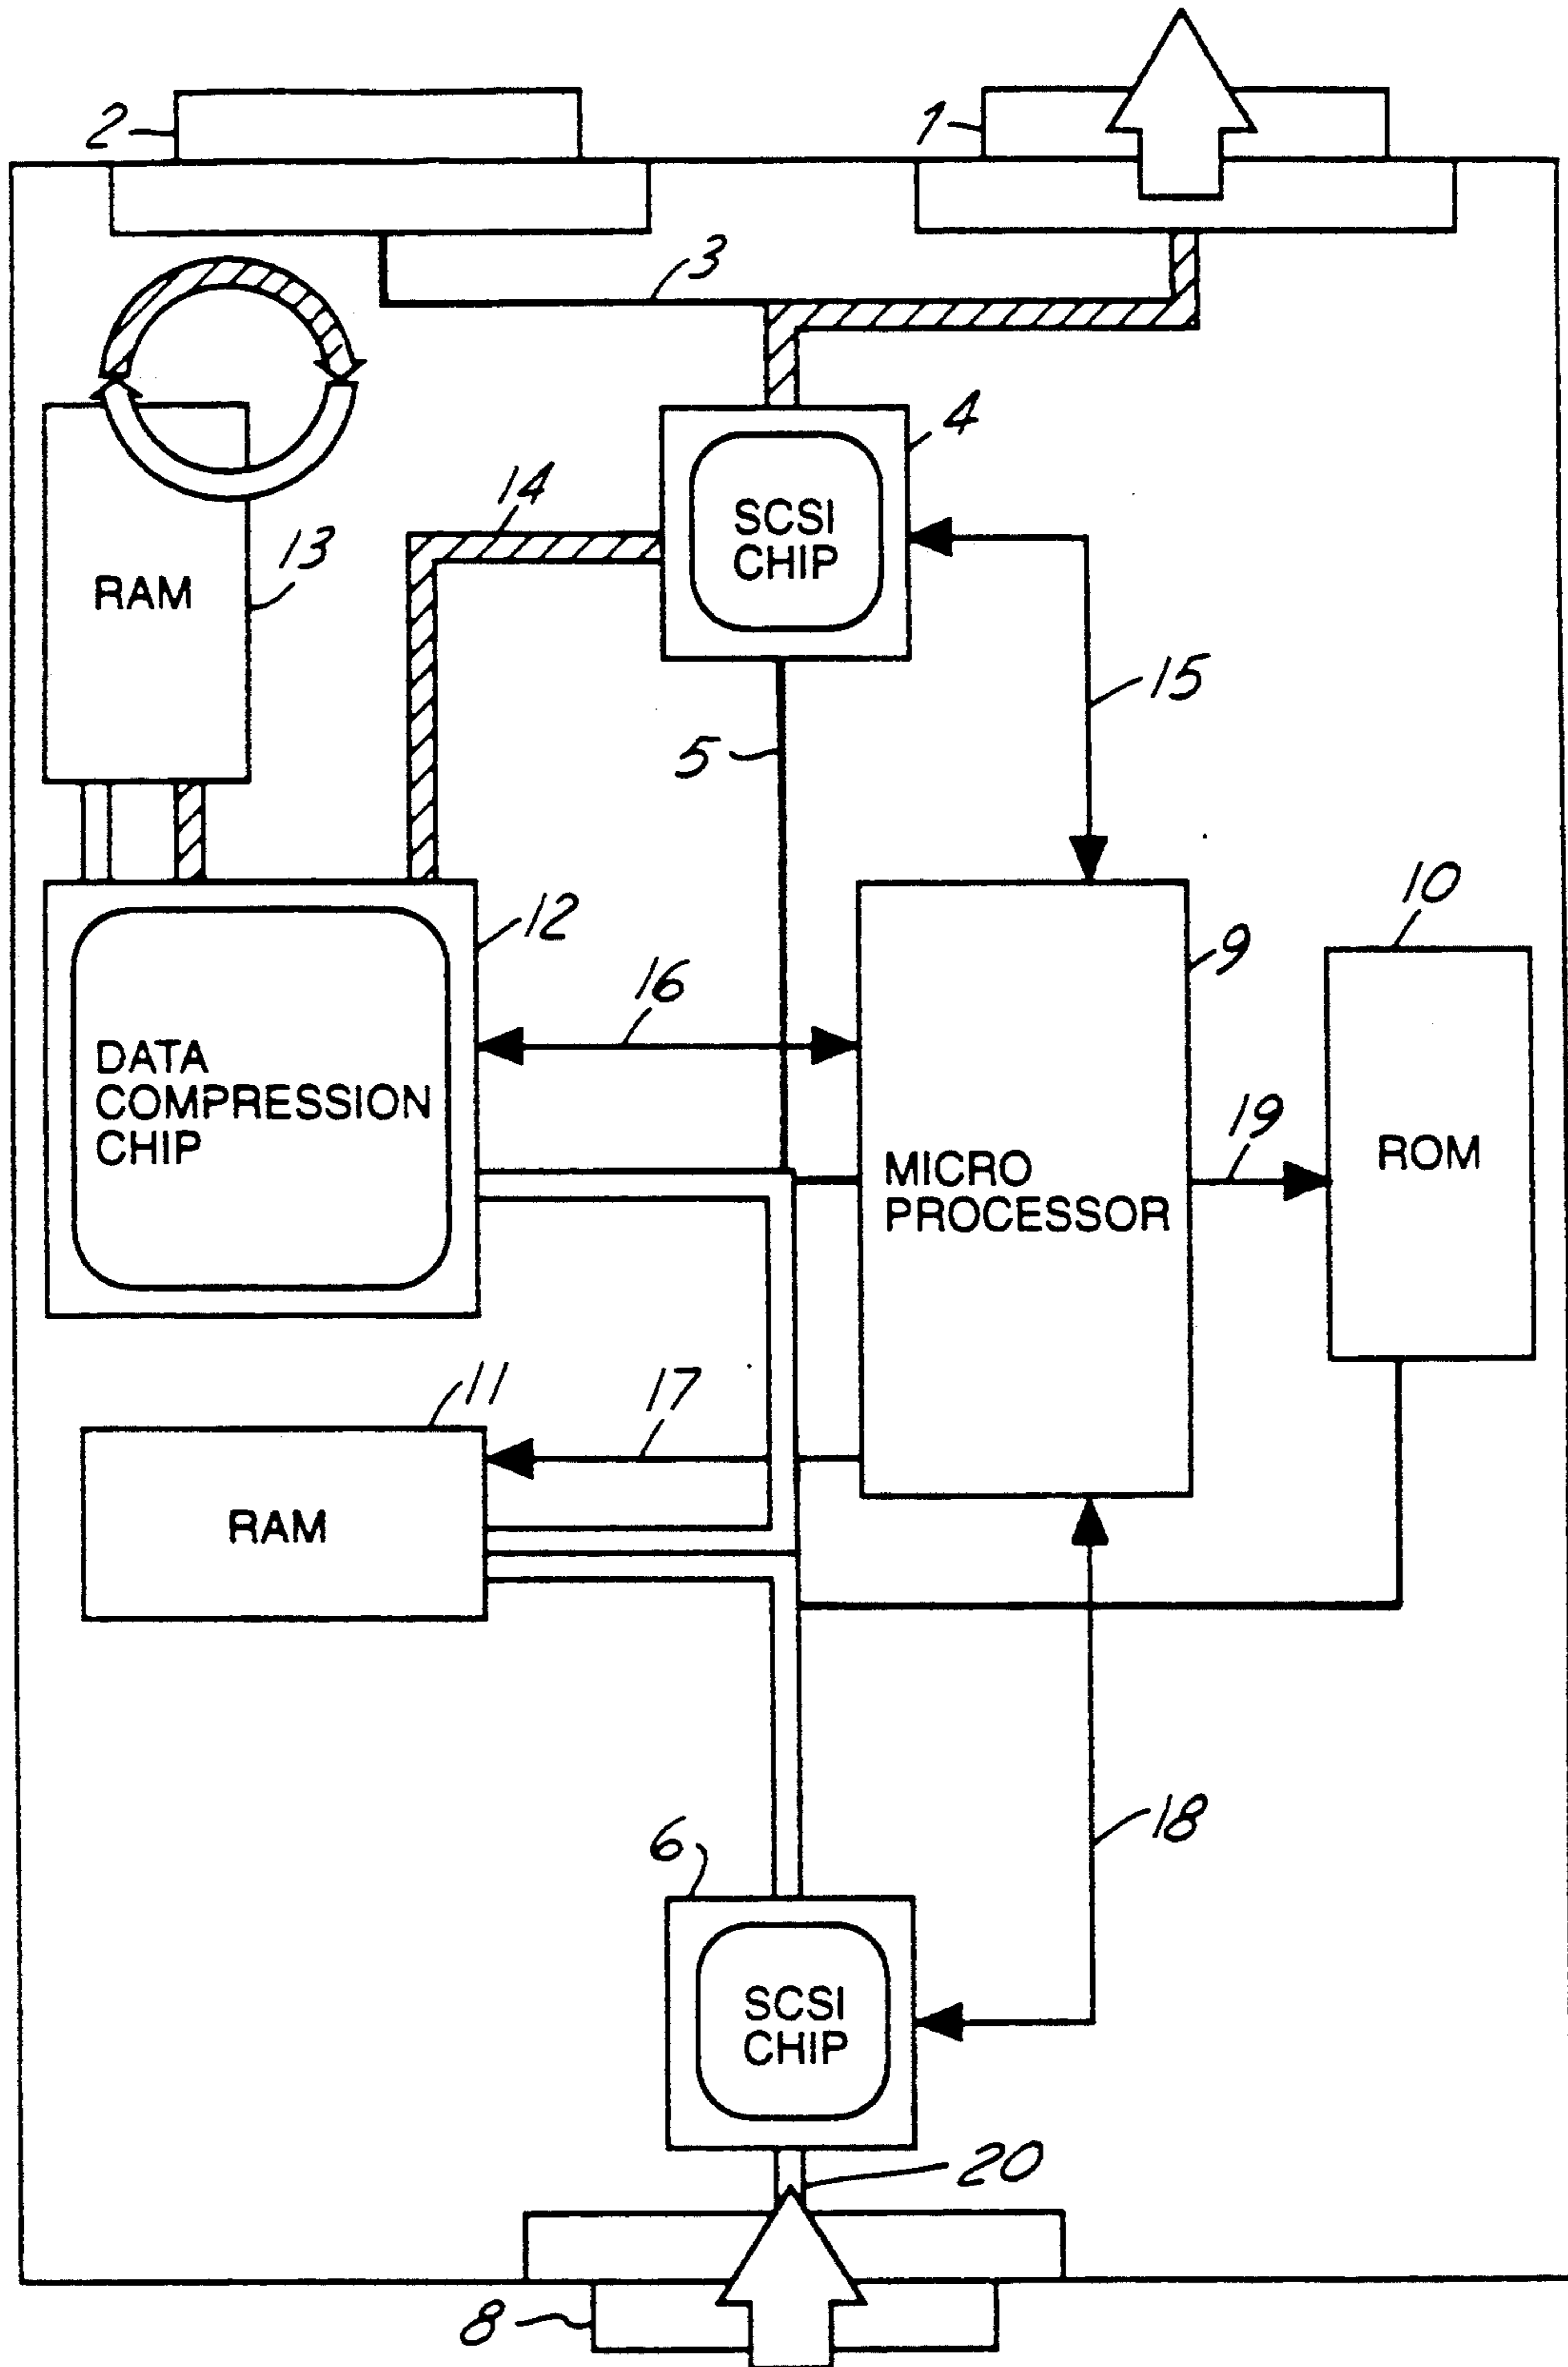 2
1
3
4
SCSI
CHIP
14
13
RAM
15
5
12
10
9
16
DATA
COMPRESSION
CHIP
19
ROM
MICRO
PROCESSOR
11
17
RAM
18
6
SCSI
CHIP
20
8